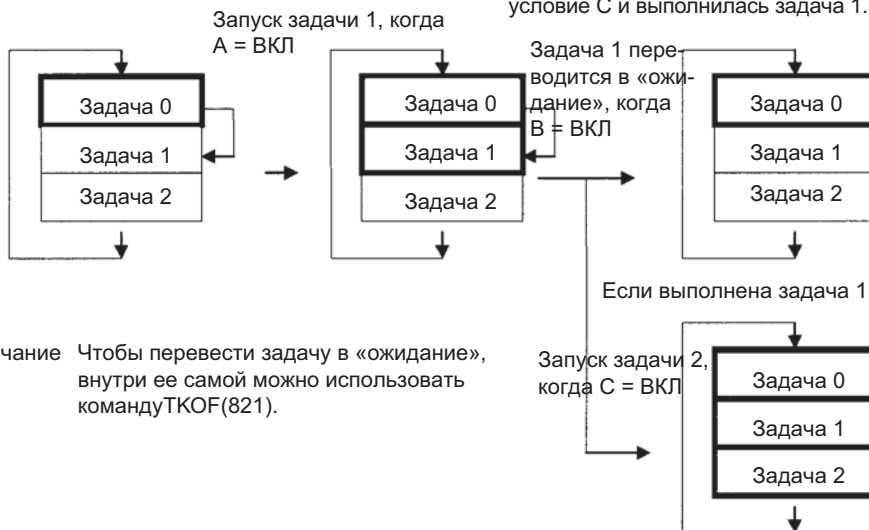 условие С и выполнилась задача 1.
Запуск задачи 1, когда
А = ВКЛ
Задача 0
Задача 1
Задача 2
Задача 0
Задача 1
Задача 2
Задача 1 пере-
водится в «ожи-
дание», когда
В = ВКЛ
Задача 0
Задача 1
Задача 2
Если выполнена задача 1
чание Чтобы перевести задачу в «ожидание»,
внутри ее самой можно использовать
командуTKOF(821).
Запуск задачи 2,
когда С = ВКЛ
Задача 0
Задача 1
Задача 2